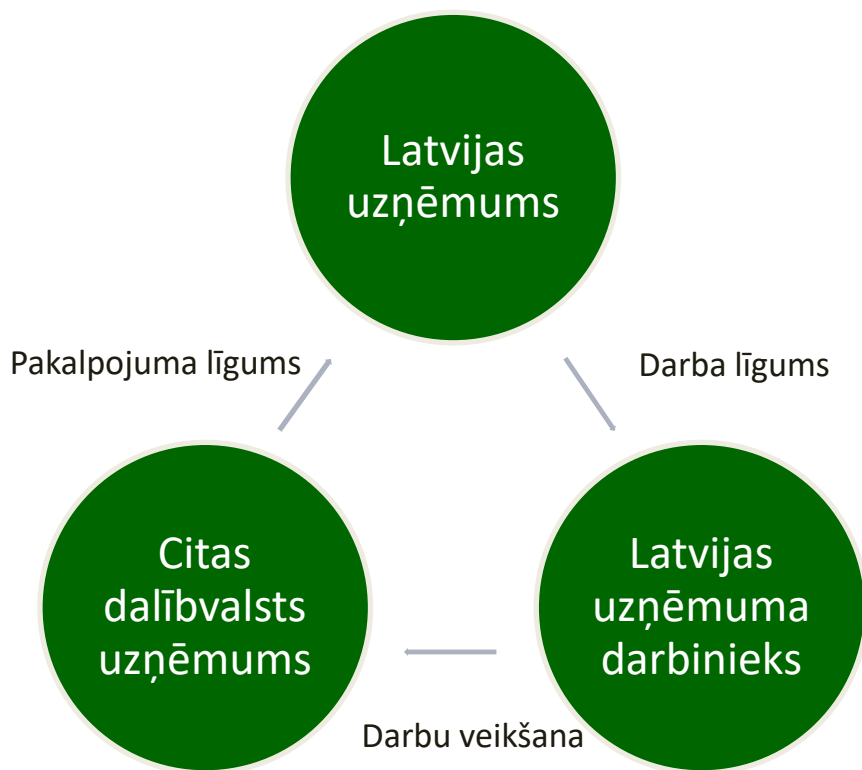 Latvijas
uzņēmums
Pakalpojuma līgums
Darba līgums
Citas
dalībvalsts
uzņēmums
Latvijas
uzņēmuma
darbinieks
Darbu veikšana